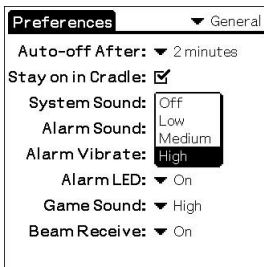 Preferences General
Auto-off After: 2 minutes
Stay on in Cradle:
System Sound: Off
Low
Alarm Sound: Medium
Alarm Vibrate: High
Alarm LED: On
Game Sound: High
Beam Receive: On